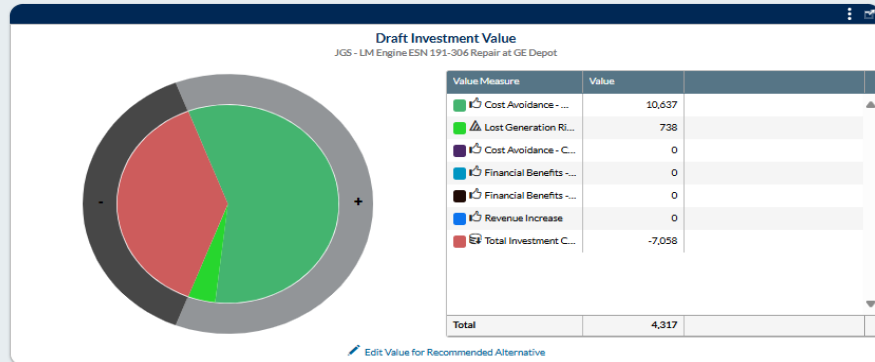 Draft Investment Value
JGS - LM Engine ESN 191-306 Repair at GE Depot
- +
Value Measure Value
Cost Avoidance - ... 10,637
Lost Generation Ri... 738
Cost Avoidance - C... 0
Financial Benefits -... 0
Financial Benefits -... 0
Revenue Increase 0
Total Investment C... -7,058
Total 4,317
Edit Value for Recommended Alternative